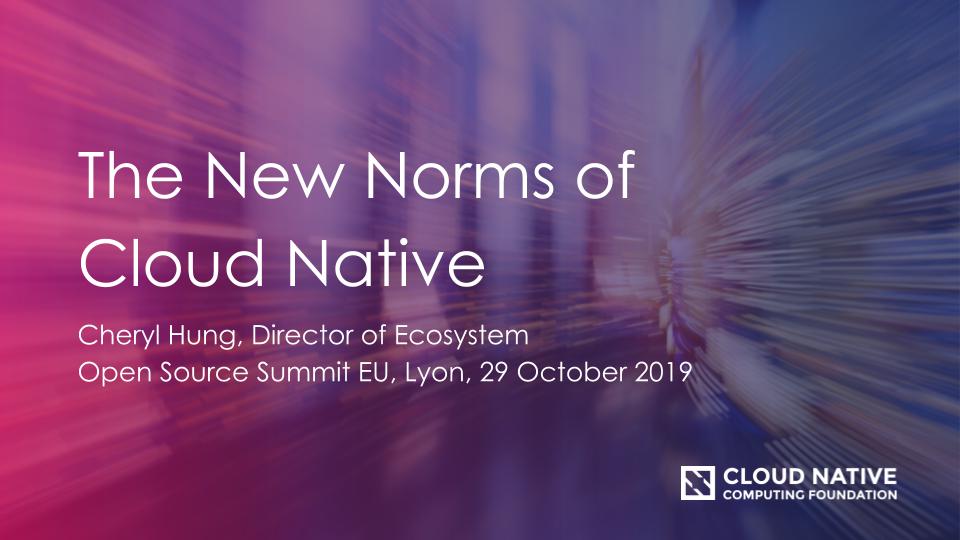 The New Norms of
Cloud Native
Cheryl Hung, Director of Ecosystem
Open Source Summit EU, Lyon, 29 October 2019
CLOUD NATIVE
COMPUTING FOUNDATION